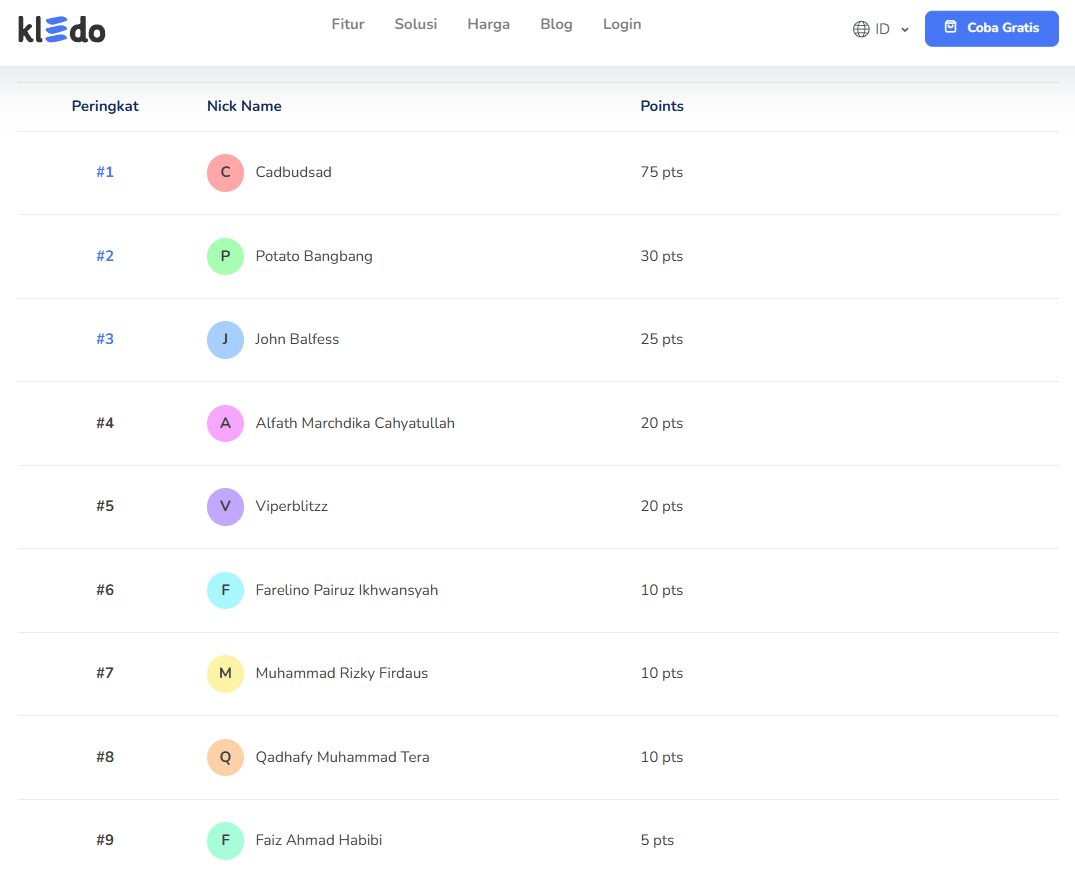 kledo Fitur Solusi Harga Blog Login ID Coba Gratis
Peringkat Nick Name Points
#1 C Cadbudsad 75 pts
#2 P Potato Bangbang 30 pts
#3 J John Balfess 25 pts
#4 A Alfath Marchdika Cahyatullah 20 pts
#5 V Viperblitzz 20 pts
#6 F Farelino Pairuz Ikhwansyah 10 pts
#7 M Muhammad Rizky Firdaus 10 pts
#8 Q Qadhafy Muhammad Tera 10 pts
#9 F Faiz Ahmad Habibi 5 pts